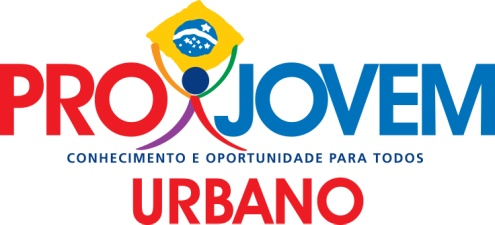 PROJOVEM
CONHECIMENTO E OPORTUNIDADE PARA TODOS
URBANO